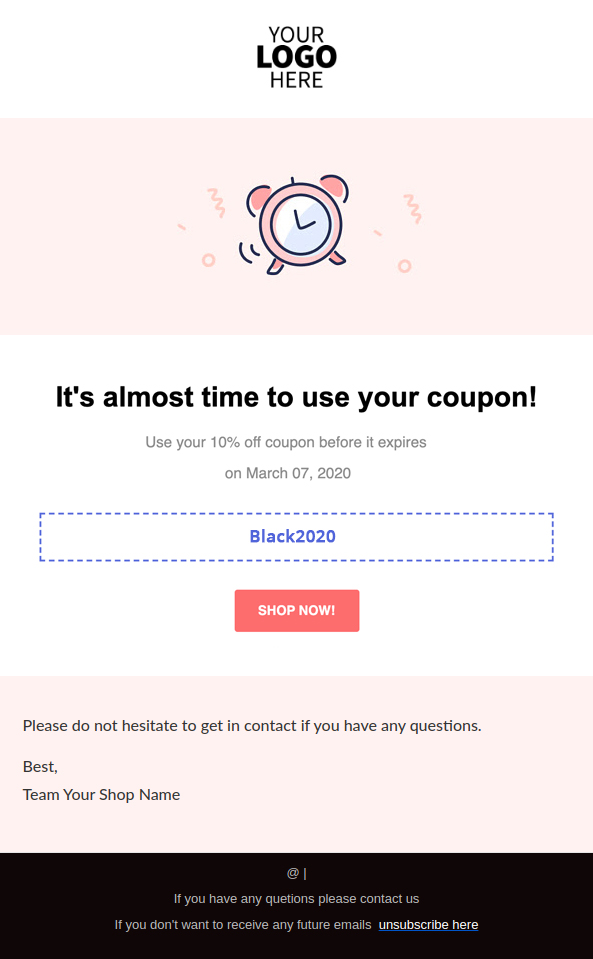 YOUR
LOGO
HERE
It's almost time to use your coupon!
Use your 10% off coupon before it expires
on March 07, 2020
Black2020
SHOP NOW!
Please do not hesitate to get in contact if you have any questions.
Best,
Team Your Shop Name
@ |
If you have any quetions please contact us
If you don't want to receive any future emails unsubscribe here